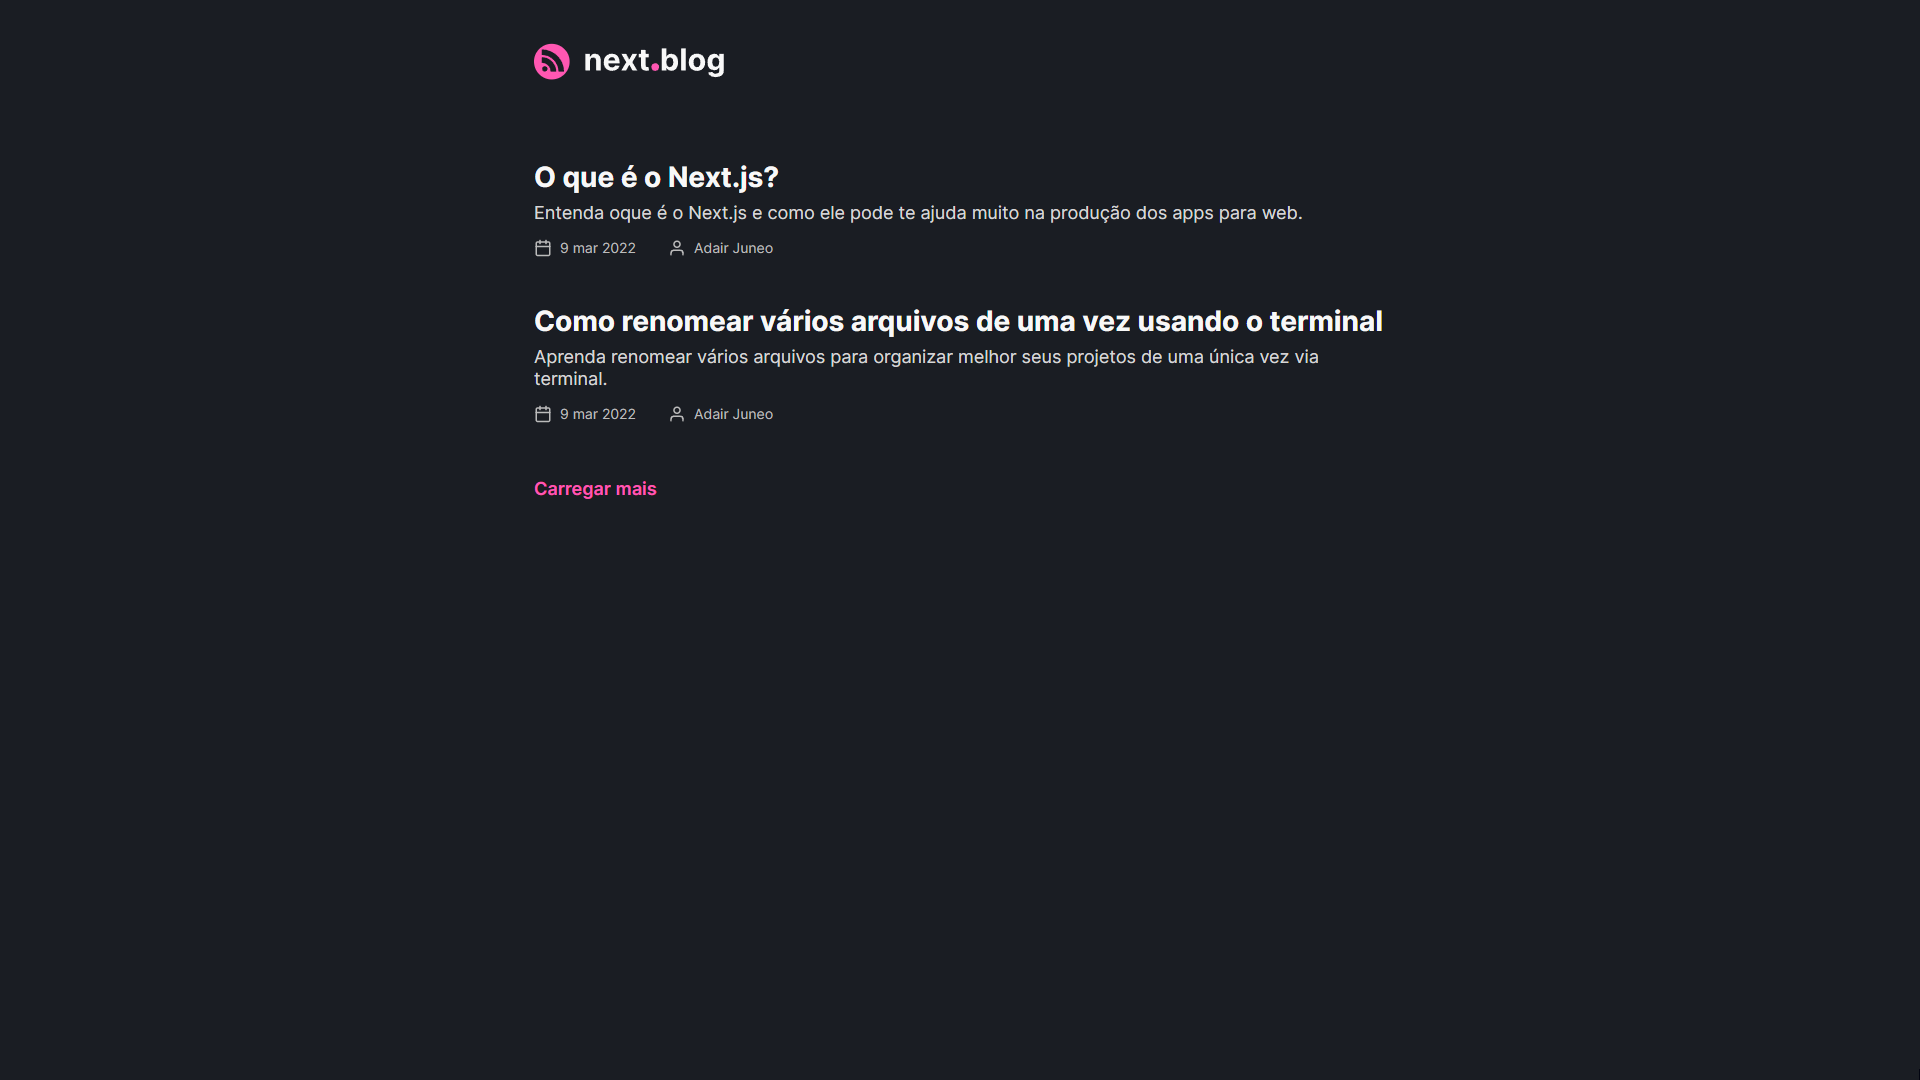 next.blog
O que é o Next.js?
Entenda oque é o Next.js e como ele pode te ajuda muito na produção dos apps para web.
9 mar 2022 Adair Juneo
Como renomear vários arquivos de uma vez usando o terminal
Aprenda renomear vários arquivos para organizar melhor seus projetos de uma única vez via
terminal.
9 mar 2022 Adair Juneo
Carregar mais